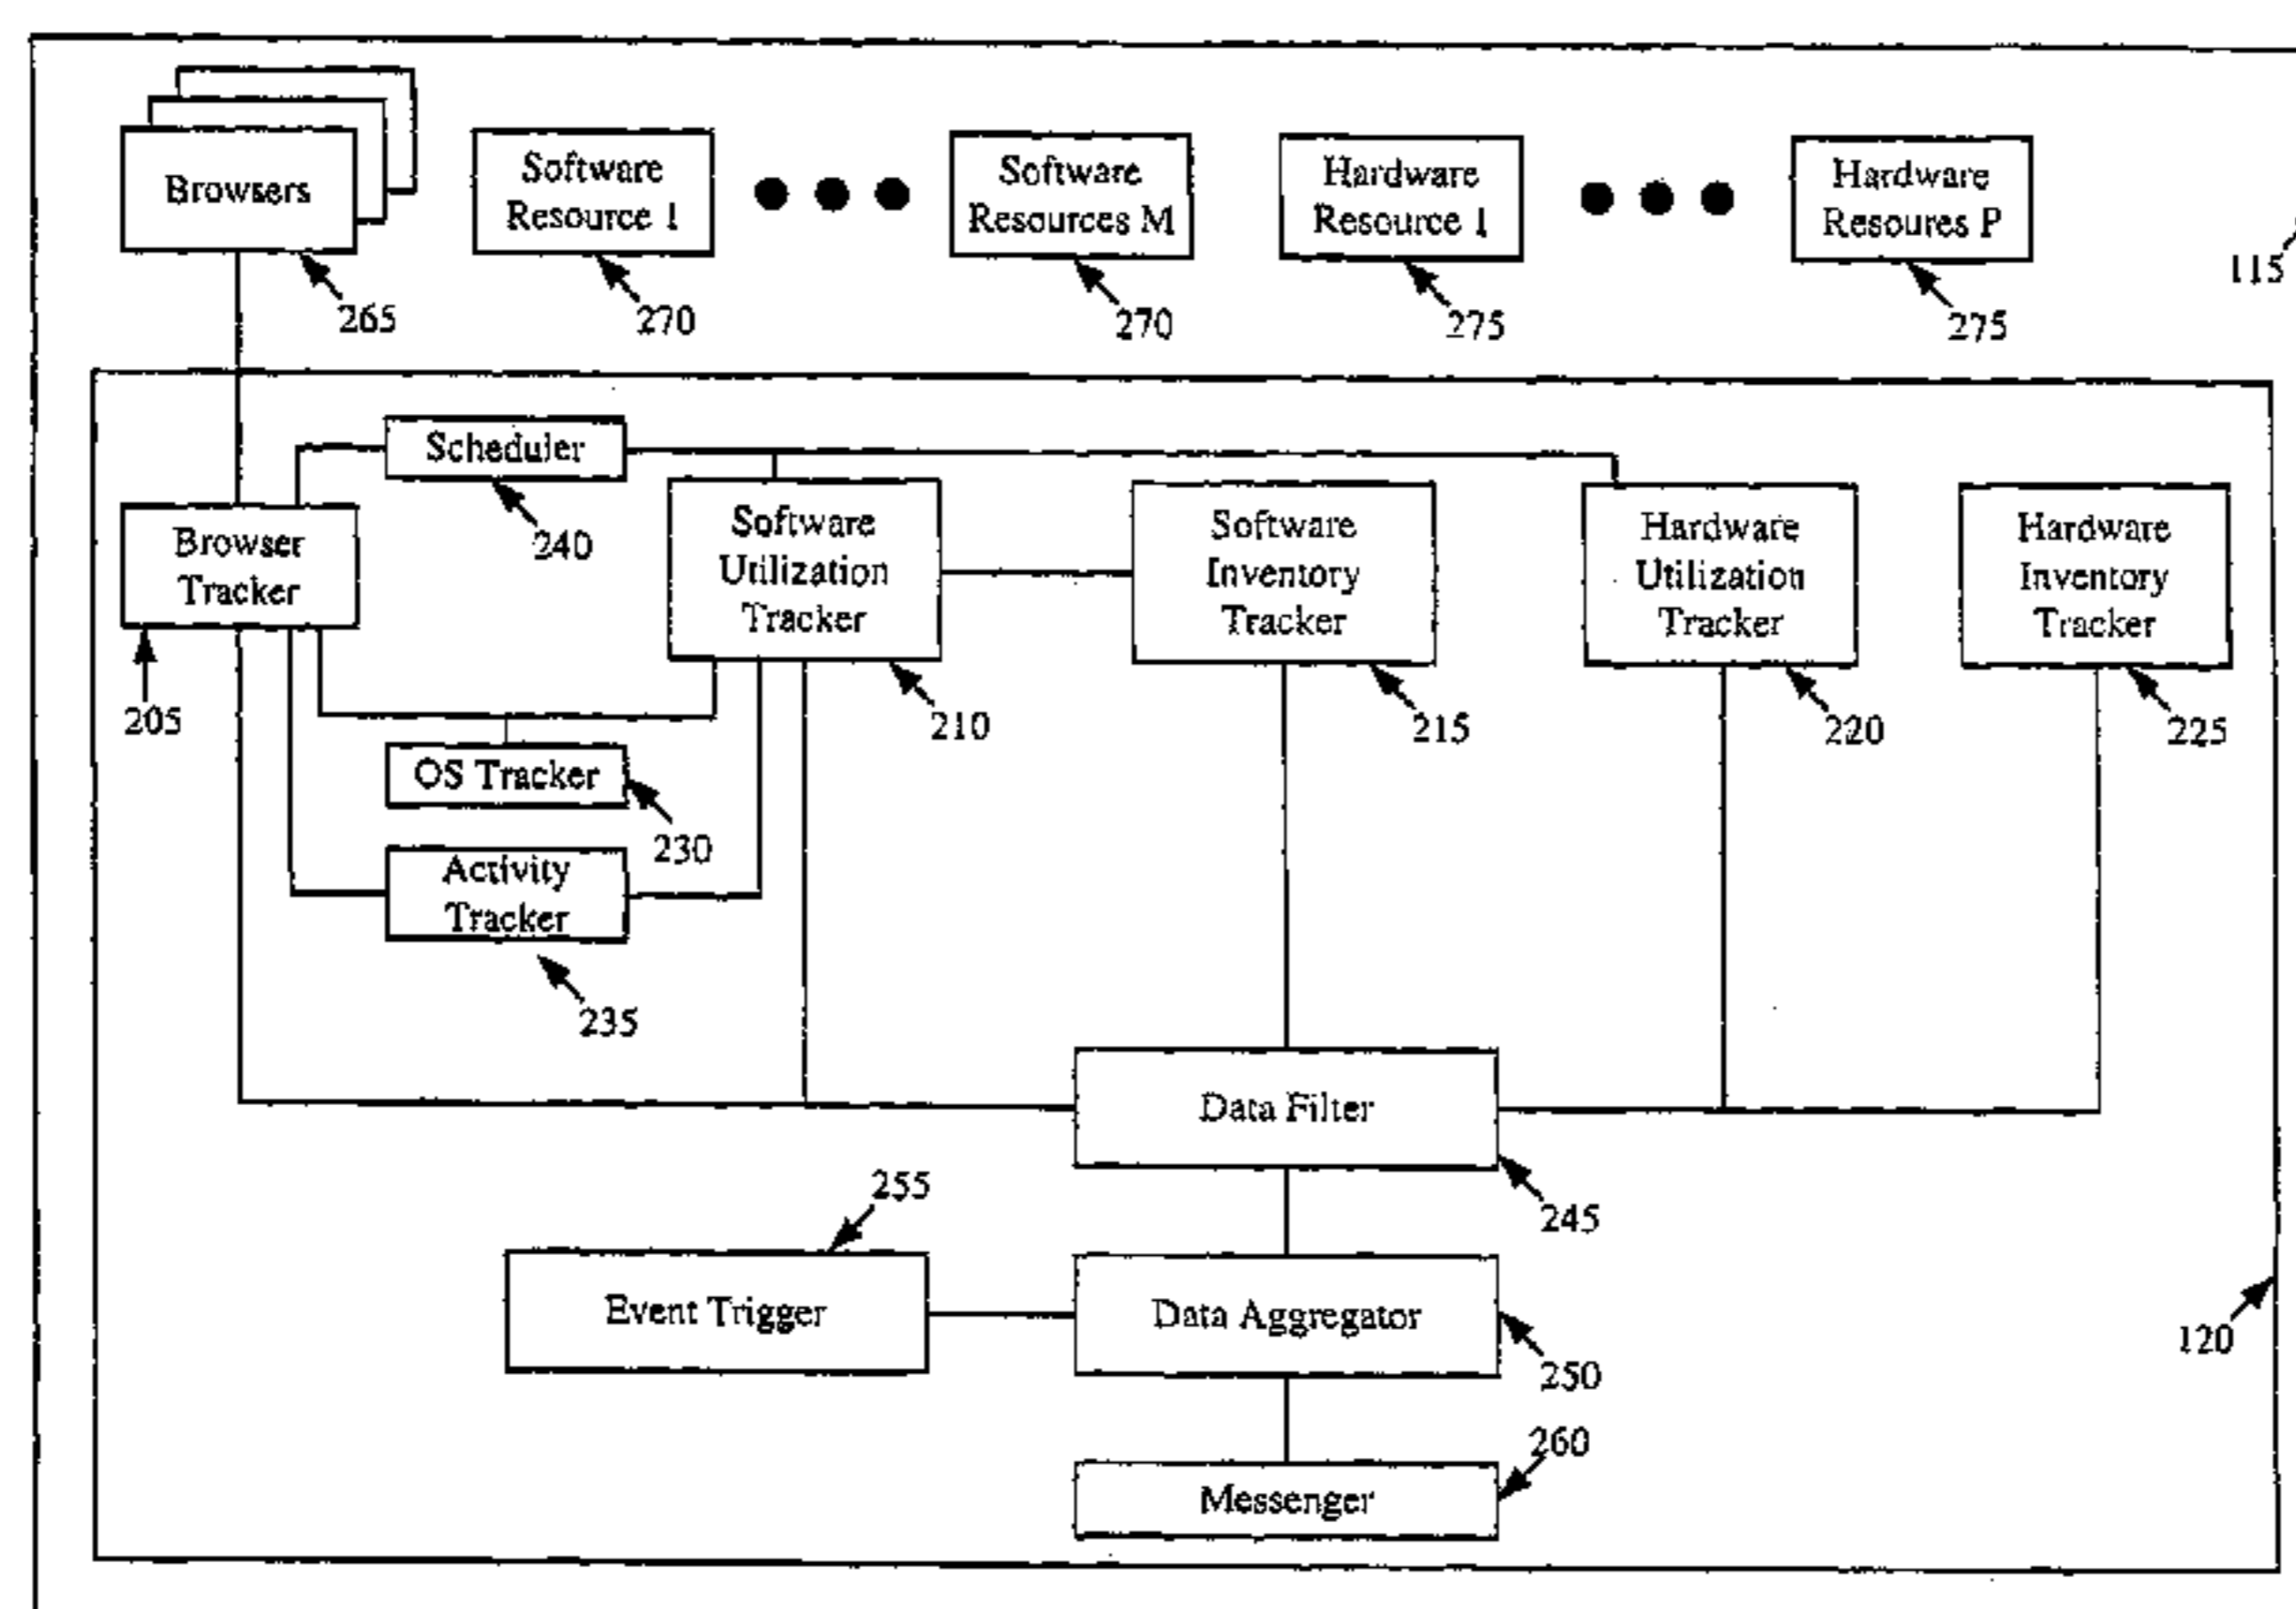 Browsers
Software
Resource 1
Software
Resources M
Hardware
Resource 1
Hardware
Resoures P
115
265
270
270
275
275
Scheduler
240
Browser
Tracker
205
Software
Utilization
Tracker
210
Software
Inventory
Tracker
215
Hardware
Utilization
Tracker
220
Hardware
Inventory
Tracker
225
OS Tracker
230
Activity
Tracker
235
Data Filter
245
255
Event Trigger
Data Aggregator
250
120
260
Messenger